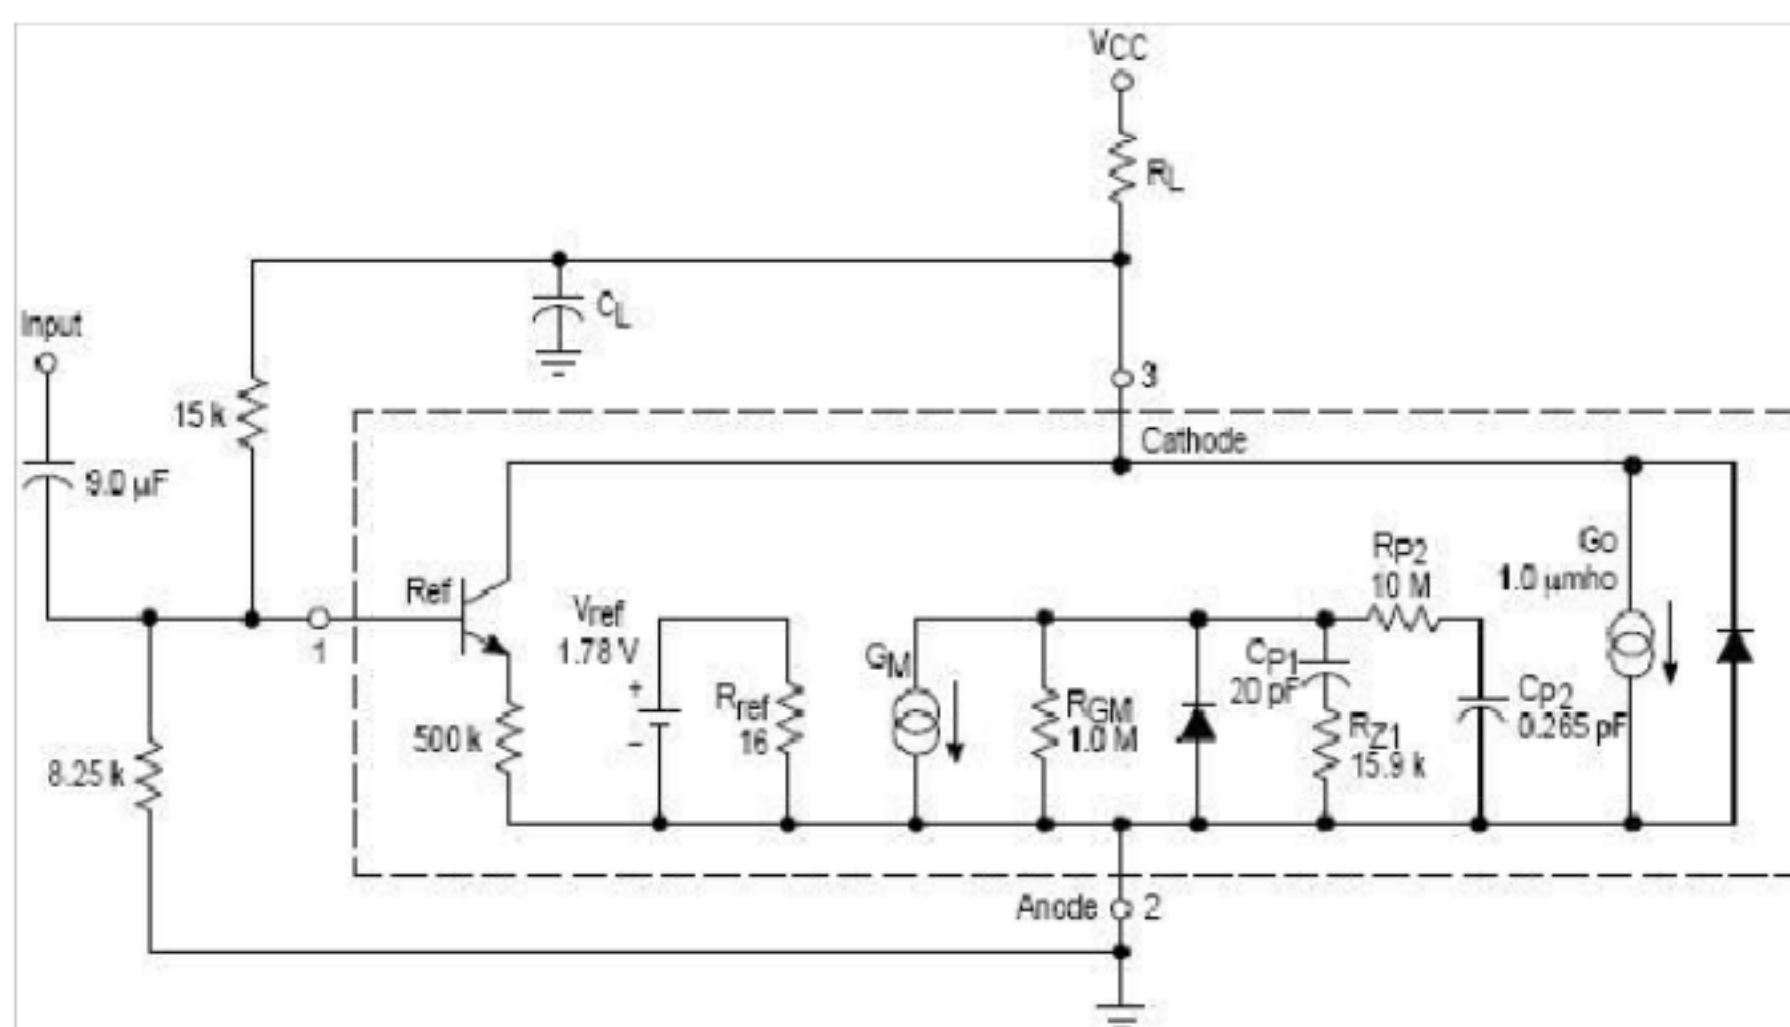 VCC
RL
CL
Input
15 k
3
Cathode
9.0 µF
Ref
1
Vref
1.78 V
+
–
500 k
Rref
16
GM
RGM
1.0 M
CP1
20 pF
RZ1
15.9 k
RP2
10 M
CP2
0.265 pF
Go
1.0 µmho
8.25 k
Anode
2